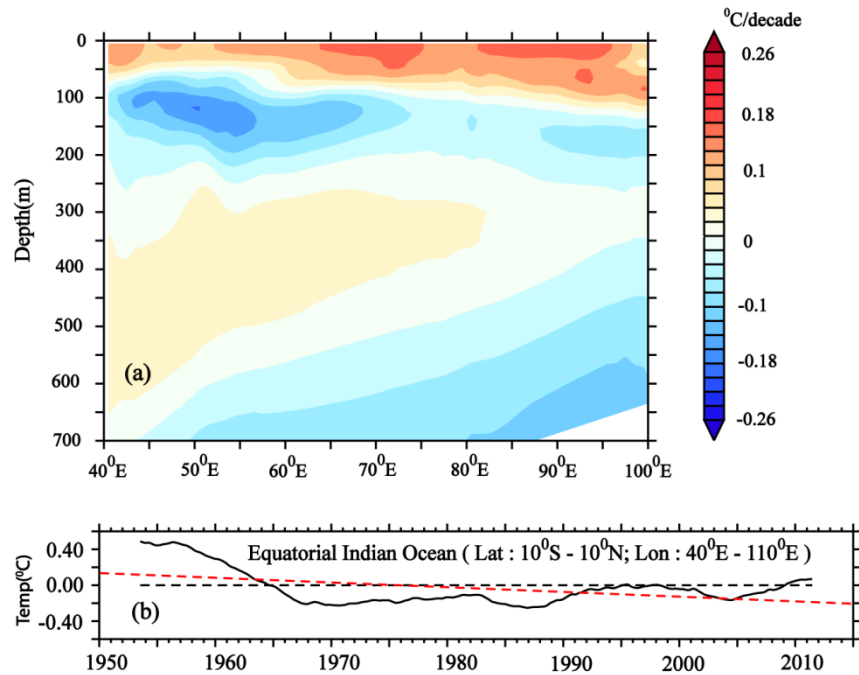 ⁰C/decade
0
100
200
300
400
500
600
700
Depth(m)
(a)
40⁰E 50⁰E 60⁰E 70⁰E 80⁰E 90⁰E 100⁰E
0.26
0.18
0.1
0
-0.1
-0.18
-0.26
0.40
0.00
-0.40
Temp(⁰C)
Equatorial Indian Ocean ( Lat : 10⁰S - 10⁰N; Lon : 40⁰E - 110⁰E )
(b)
1950 1960 1970 1980 1990 2000 2010